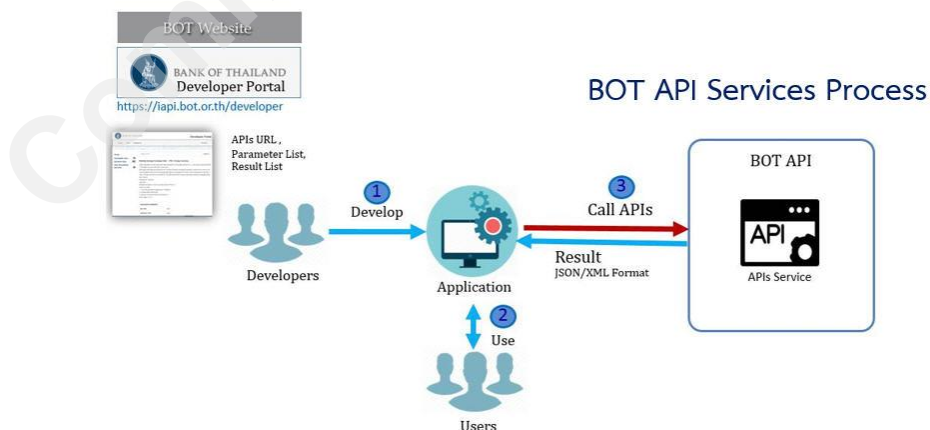 BOT Website
BANK OF THAILAND
Developer Portal
https://iapi.bot.or.th/developer
BOT API Services Process
APIs URL ,
Parameter List,
Result List
1
Develop
Developers
Application
2
Use
Users
3
Call APIs
Result
JSON/XML Format
BOT API
API
APIs Service